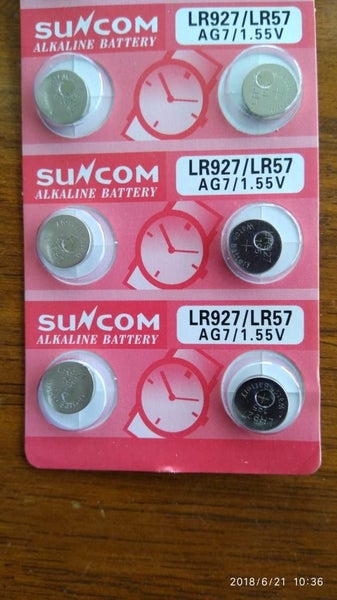 SUNCOM
ALKALINE BATTERY
LR927/LR57
AG7/1.55V
SUNCOM
ALKALINE BATTERY
LR927/LR57
AG7/1.55V
SUNCOM
ALKALINE BATTERY
LR927/LR57
AG7/1.55V
2018/6/21 10:36